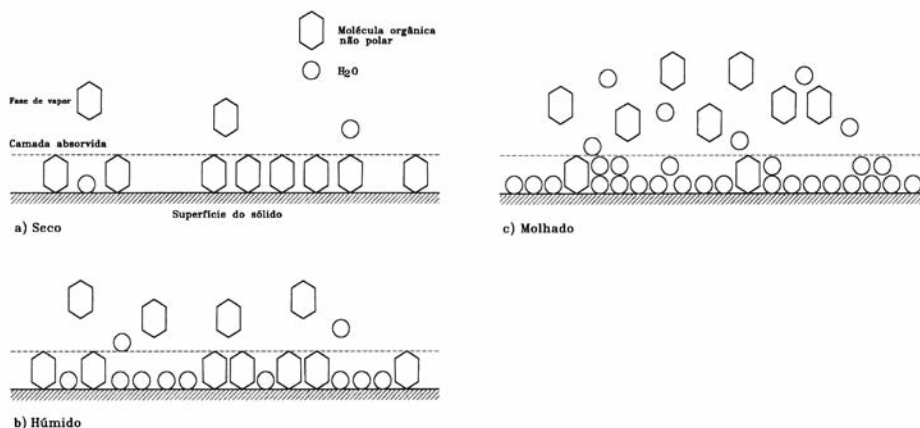 Molécula orgânica
não polar
H2O
Fase de vapor
Camada absorvida
Superfície do sólido
a) Seco
b) Húmido
c) Molhado